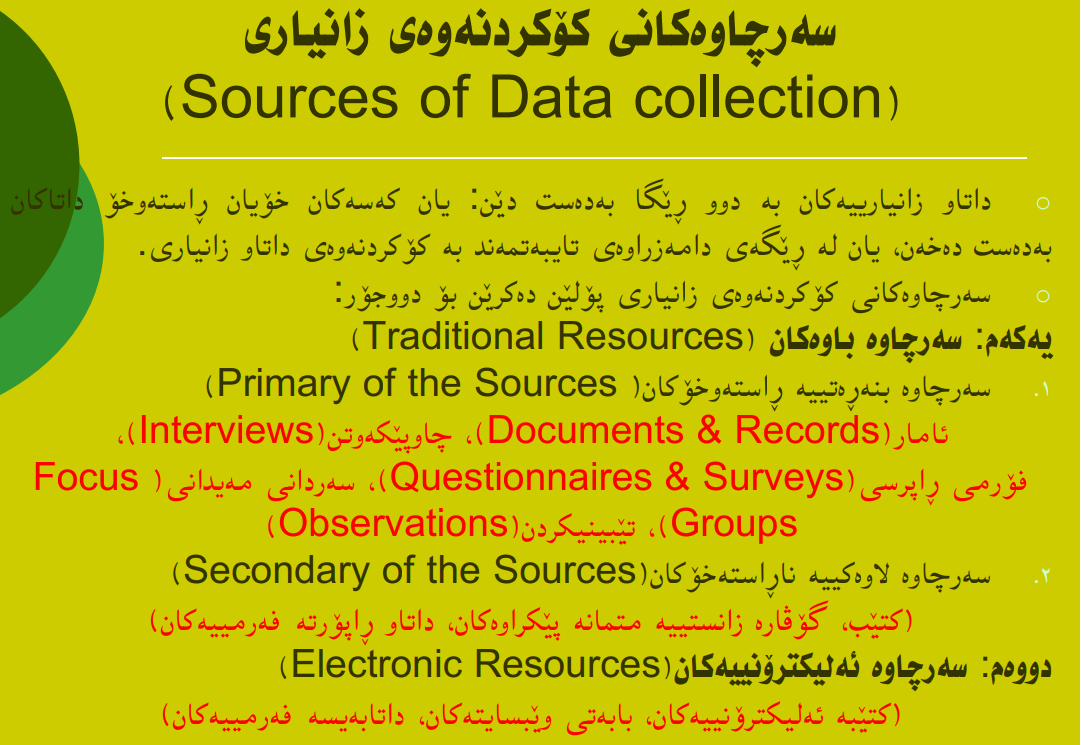 سەرچاوەکانی کۆکردنەوەی زانیاری
(Sources of Data collection)
○ داتاو زانیارییەکان بە دوو ڕێگا بەدەست دێن: یان کەسەکان خۆیان ڕاستەوخۆ داتاکان
بەدەست دەخەن، یان لە ڕێگەی دامەزراوەی تایبەتمەند بە کۆکردنەوەی داتاو زانیاری.
○ سەرچاوەکانی کۆکردنەوەی زانیاری پۆلێن دەکرێن بۆ دووجۆر:
یەکەم: سەرچاوە باوەکان (Traditional Resources)
١. سەرچاوە بنەڕەتییە ڕاستەوخۆکان( Primary of the Sources)
ئامار(Documents & Records)، چاوپێکەوتن(Interviews)،
فۆرمی ڕاپرسی(Questionnaires & Surveys)، سەردانی مەیدانی( Focus
Groups)، تێبینیکردن(Observations)
٢. سەرچاوە لاوەکییە ناڕاستەخۆکان(Secondary of the Sources)
(کتێب، گۆڤارە زانستییە متمانە پێکراوەکان، داتاو ڕاپۆرتە فەرمییەکان)
دووەم: سەرچاوە ئەلیکترۆنییەکان(Electronic Resources)
(کتێبە ئەلیکترۆنییەکان، بابەتی وێبسایتەکان، داتابەیسە فەرمییەکان)